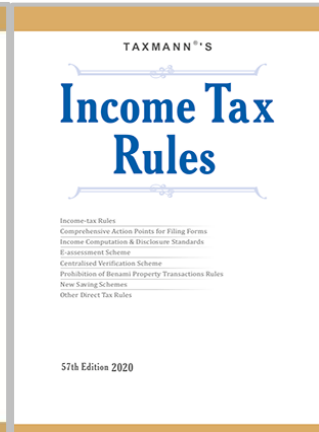 TAXMANN®'S
Income Tax
Rules
Income-tax Rules
Comprehensive Action Points for Filing Forms
Income Computation & Disclosure Standards
E-assessment Scheme
Centralised Verification Scheme
Prohibition of Benami Property Transactions Rules
New Saving Schemes
Other Direct Tax Rules
57th Edition 2020